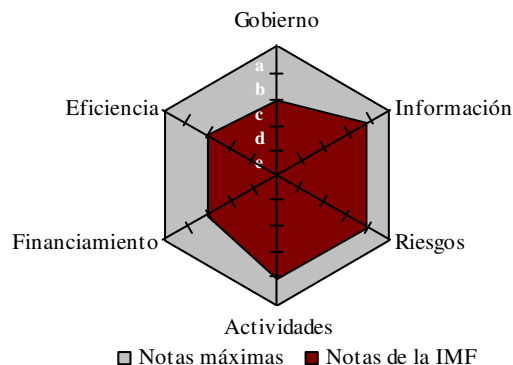 Gobierno
a
b
Eficiencia
Información
c
d
e
Financiamiento
Riesgos
Actividades
Notas máximas Notas de la IMF